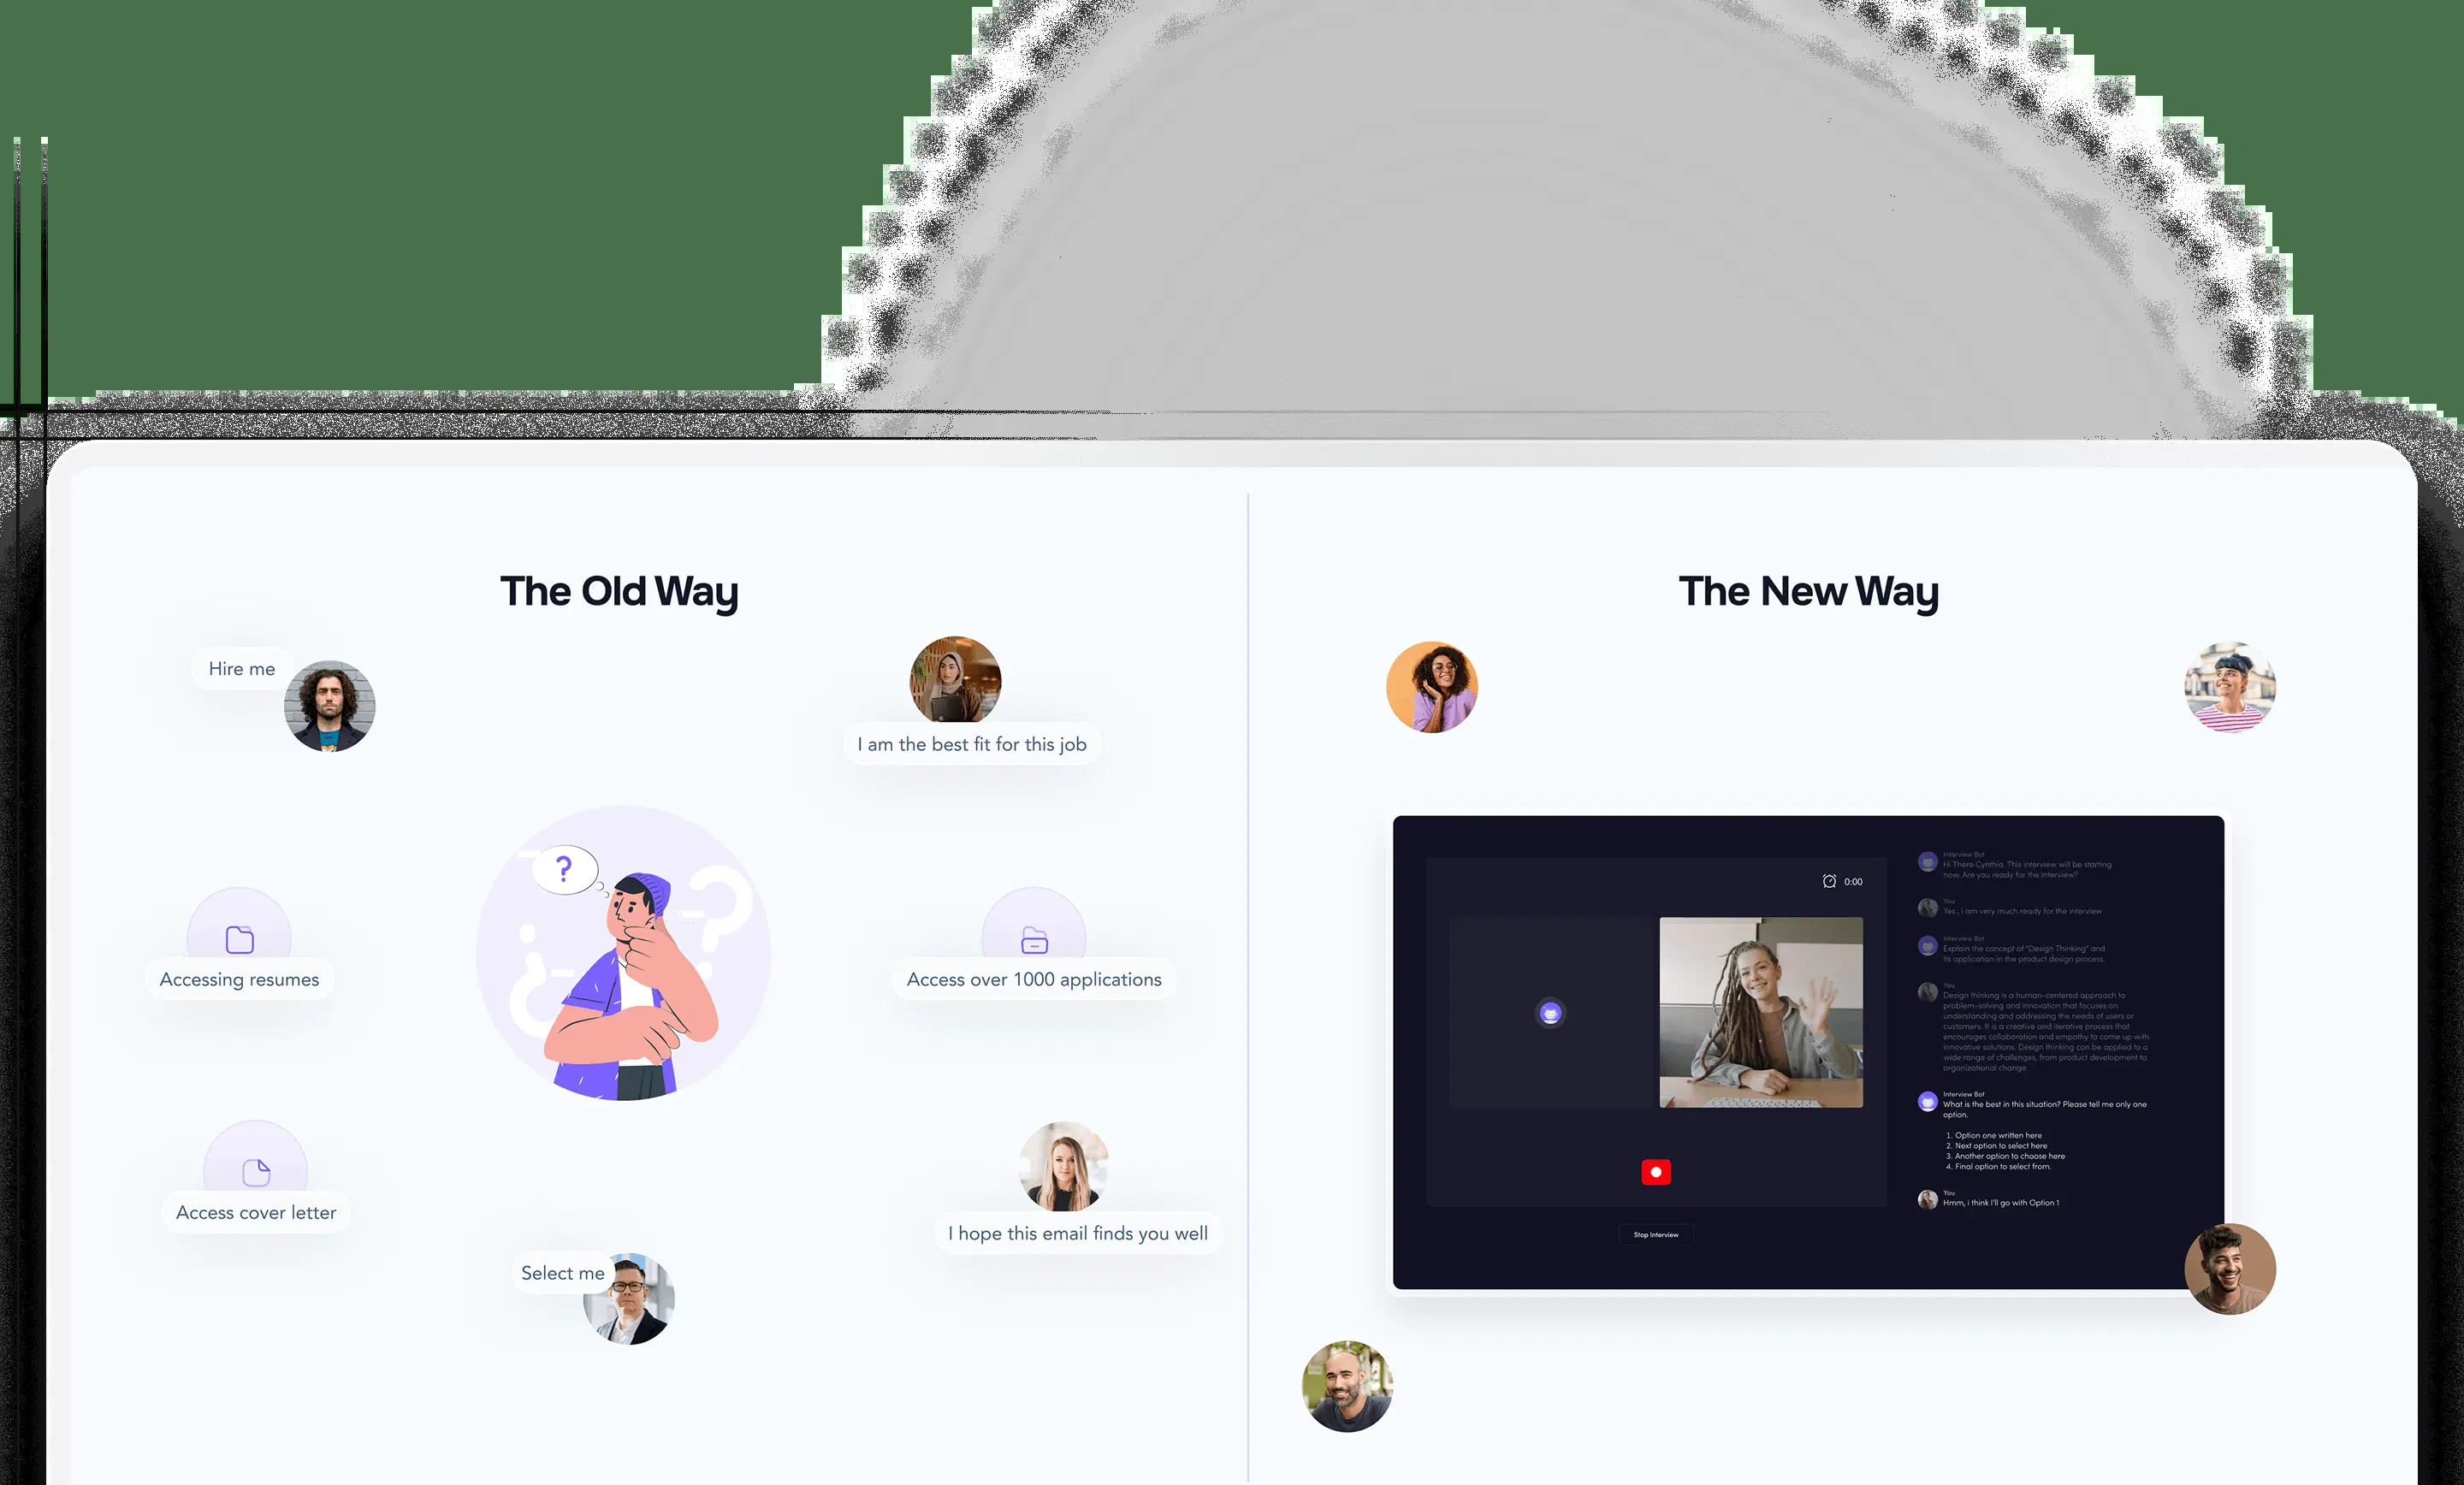 The Old Way
Hire me
I am the best fit for this job
?
Accessing resumes
Access over 1000 applications
Access cover letter
I hope this email finds you well
Select me
The New Way
0:00
Stop Interview
Interview Bot
Hi There Cynthia. This interview will be starting
now. Are you ready for the interview?
You
Yes, i am very much ready for the interview
Interview Bot
Explain the concept of "Design Thinking" and
its application in the product design process.
You
Design thinking is a human-centered approach to
problem-solving and innovation that focuses on
understanding and addressing the needs of users or
customers. It is a creative and iterative process that
encourages collaboration and empathy to come up with
innovative solutions. Design thinking can be applied to a
wide range of challenges, from product development to
organizational change.
Interview Bot
What is the best in this situation? Please tell me only one
option.
1. Option one written here
2. Next option to select here
3. Another option to choose here
4. Final option to select from.
You
Hmm, i think I'll go with Option 1